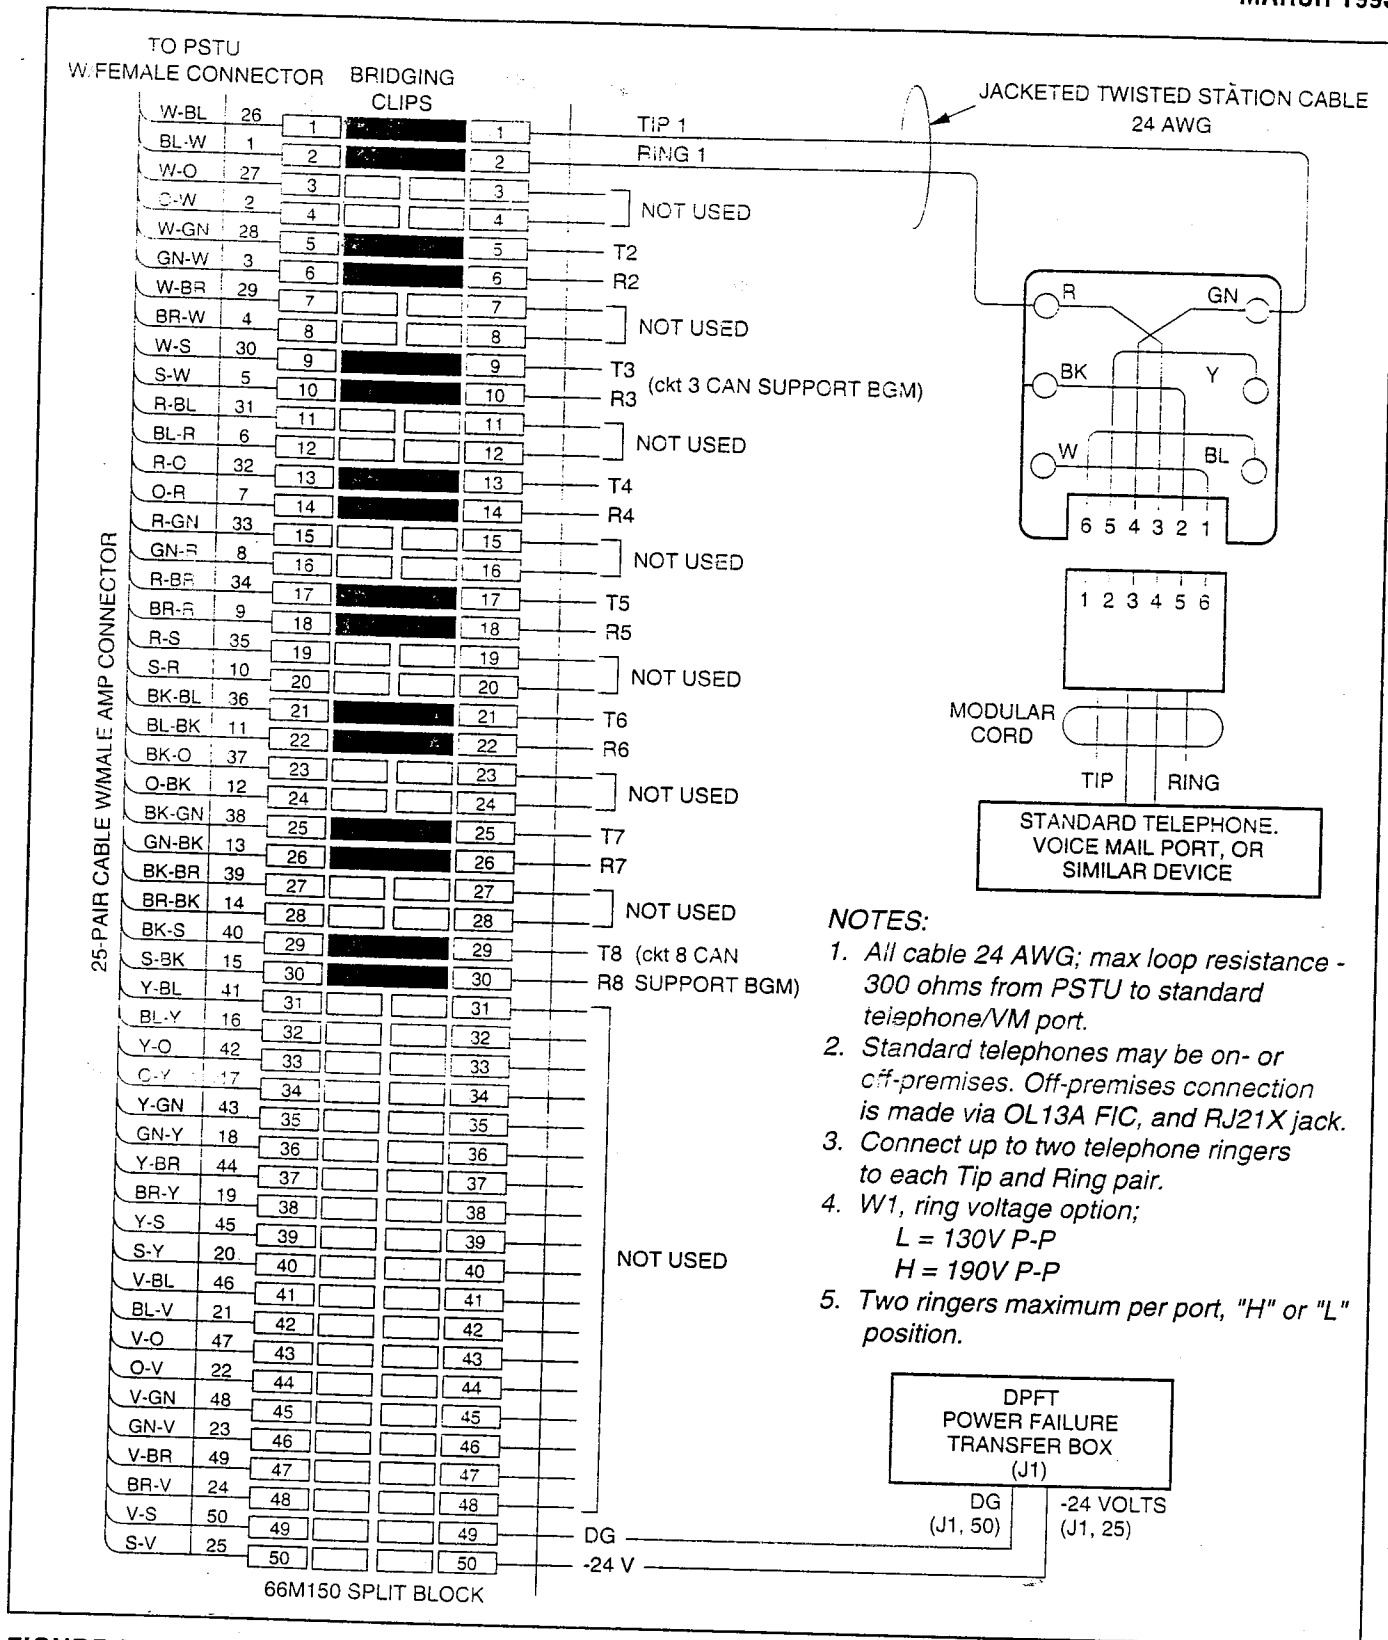 MARCH 199
TO PSTU
W/FEMALE CONNECTOR
BRIDGING
CLIPS
JACKETED TWISTED STATION CABLE
24 AWG
W-BL 26 1 1 TIP 1
BL-W 1 2 2 RING 1
W-O 27 3 3
O-W 2 4 4
NOT USED
W-GN 28 5 5 T2
GN-W 3 6 6 R2
W-BR 29 7 7
BR-W 4 8 8
NOT USED
W-S 30 9 9 T3
S-W 5 10 10 R3
(ckt 3 CAN SUPPORT BGM)
R-BL 31 11 11
BL-R 6 12 12
NOT USED
R-O 32 13 13 T4
O-R 7 14 14 R4
R-GN 33 15 15
GN-R 8 16 16
NOT USED
R-BR 34 17 17 T5
BR-R 9 18 18 R5
R-S 35 19 19
S-R 10 20 20
NOT USED
BK-BL 36 21 21 T6
BL-BK 11 22 22 R6
BK-O 37 23 23
O-BK 12 24 24
NOT USED
BK-GN 38 25 25 T7
GN-BK 13 26 26 R7
BK-BR 39 27 27
BR-BK 14 28 28
NOT USED
BK-S 40 29 29 T8 (ckt 8 CAN
S-BK 15 30 30 R8 SUPPORT BGM)
Y-BL 41 31 31
BL-Y 16 32 32
Y-O 42 33 33
O-Y 17 34 34
Y-GN 43 35 35
GN-Y 18 36 36
Y-BR 44 37 37
BR-Y 19 38 38
Y-S 45 39 39
S-Y 20 40 40
NOT USED
V-BL 46 41 41
BL-V 21 42 42
V-O 47 43 43
O-V 22 44 44
V-GN 48 45 45
GN-V 23 46 46
V-BR 49 47 47
BR-V 24 48 48
V-S 50 49 49 DG
S-V 25 50 50 -24 V
25-PAIR CABLE W/MALE AMP CONNECTOR
66M150 SPLIT BLOCK
R GN
BK Y
W BL
6 5 4 3 2 1
1 2 3 4 5 6
MODULAR
CORD
TIP RING
STANDARD TELEPHONE.
VOICE MAIL PORT, OR
SIMILAR DEVICE
NOTES:
1. All cable 24 AWG; max loop resistance -
300 ohms from PSTU to standard
telephone/VM port.
2. Standard telephones may be on- or
off-premises. Off-premises connection
is made via OL13A FIC, and RJ21X jack.
3. Connect up to two telephone ringers
to each Tip and Ring pair.
4. W1, ring voltage option;
L = 130V P-P
H = 190V P-P
5. Two ringers maximum per port, "H" or "L"
position.
DPFT
POWER FAILURE
TRANSFER BOX
(J1)
DG
(J1, 50)
-24 VOLTS
(J1, 25)